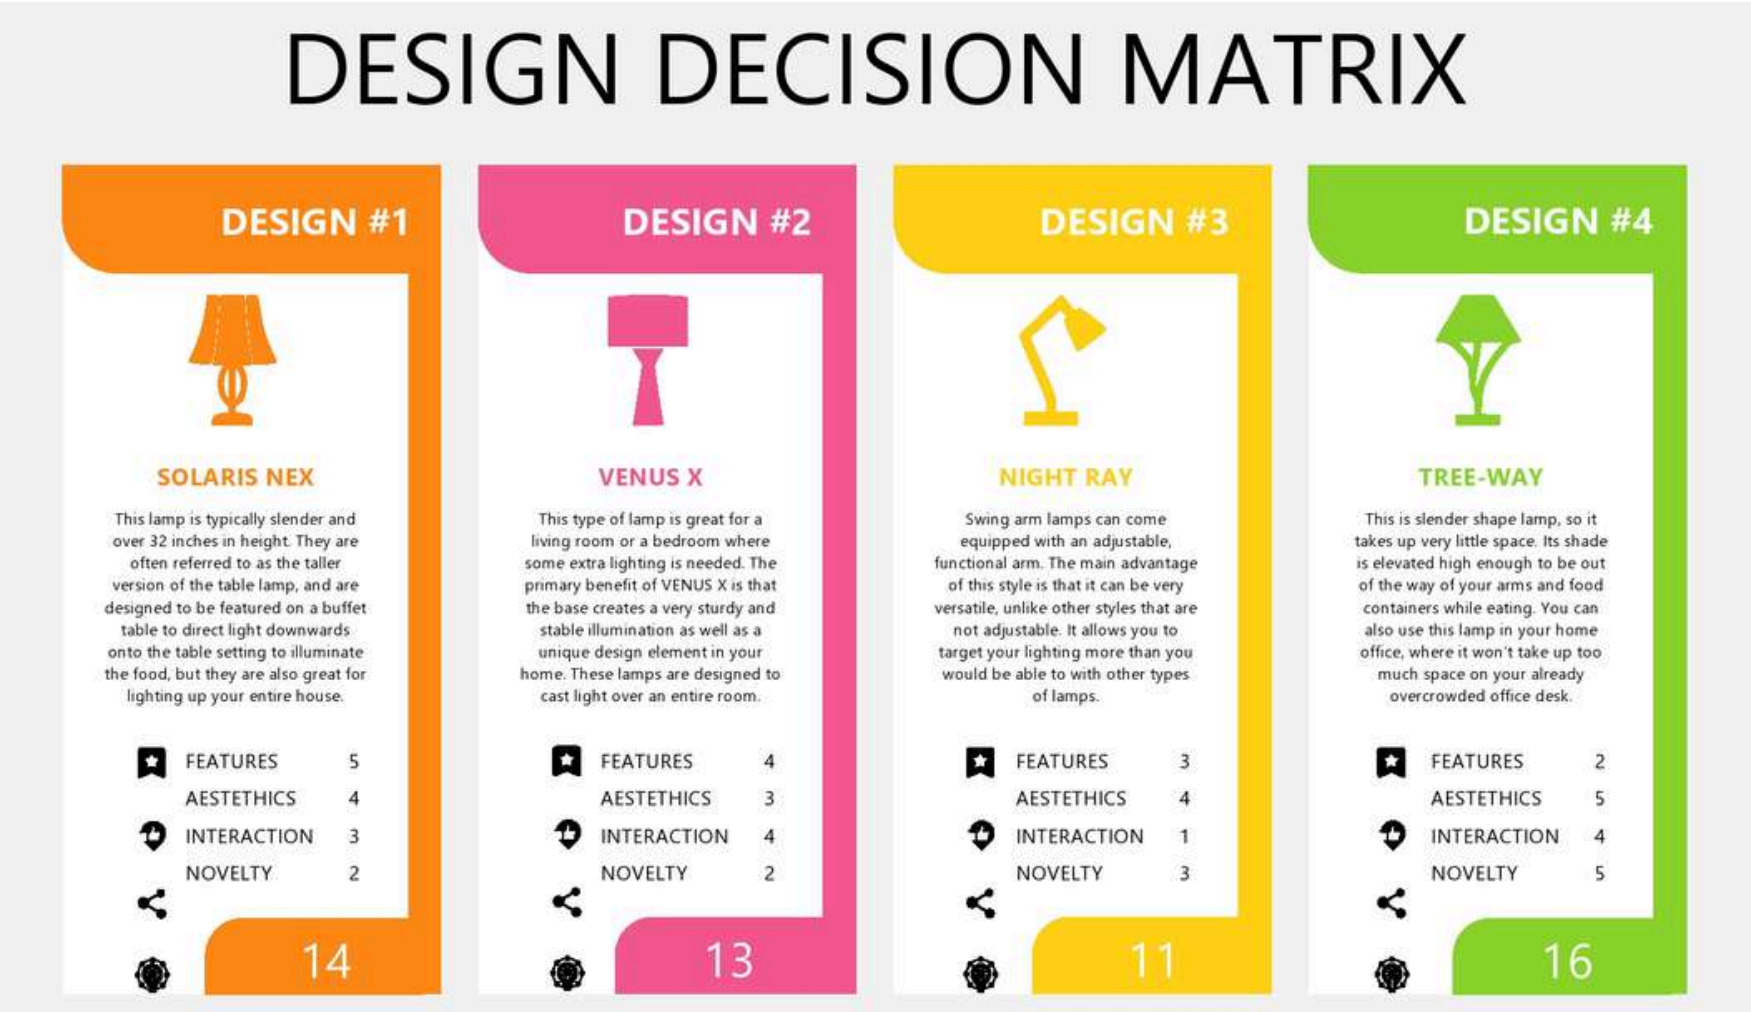 DESIGN DECISION MATRIX
DESIGN #1
SOLARIS NEX
This lamp is typically slender and
over 32 inches in height. They are
often referred to as the taller
version of the table lamp, and are
designed to be featured on a buffet
table to direct light downwards
onto the table setting to illuminate
the food, but they are also great for
lighting up your entire house.
FEATURES 5
AESTETHICS 4
INTERACTION 3
NOVELTY 2
14
DESIGN #2
VENUS X
This type of lamp is great for a
living room or a bedroom where
some extra lighting is needed. The
primary benefit of VENUS X is that
the base creates a very sturdy and
stable illumination as well as a
unique design element in your
home. These lamps are designed to
cast light over an entire room.
FEATURES 4
AESTETHICS 3
INTERACTION 4
NOVELTY 2
13
DESIGN #3
NIGHT RAY
Swing arm lamps can come
equipped with an adjustable,
functional arm. The main advantage
of this style is that it can be very
versatile, unlike other styles that are
not adjustable. It allows you to
target your lighting more than you
would be able to with other types
of lamps.
FEATURES 3
AESTETHICS 4
INTERACTION 1
NOVELTY 3
11
DESIGN #4
TREE-WAY
This is slender shape lamp, so it
takes up very little space. Its shade
is elevated high enough to be out
of the way of your arms and food
containers while eating. You can
also use this lamp in your home
office, where it won't take up too
much space on your already
overcrowded office desk.
FEATURES 2
AESTETHICS 5
INTERACTION 4
NOVELTY 5
16